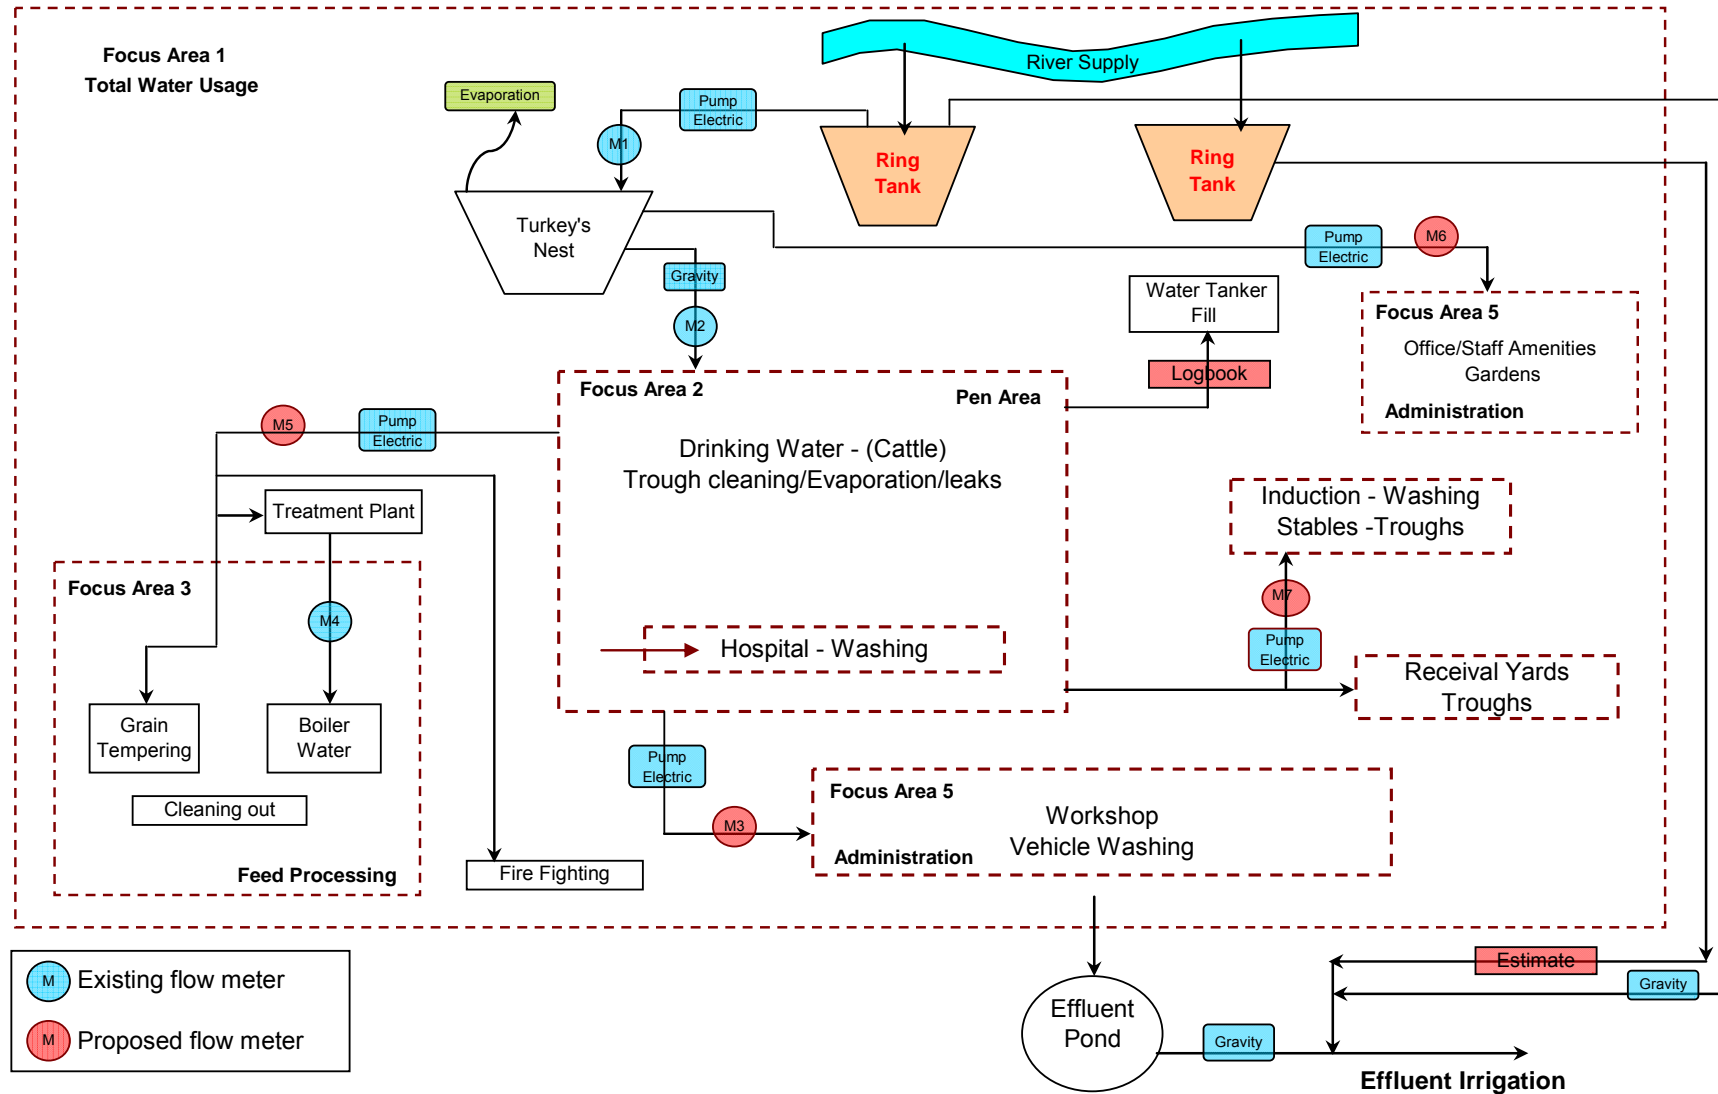 Focus Area 1
Total Water Usage
River Supply
Evaporation
Pump
Electric
M1
Ring
Tank
Ring
Tank
Turkey's
Nest
Gravity
M2
Pump
Electric
M6
Water Tanker
Fill
Logbook
Focus Area 5
Office/Staff Amenities
Gardens
Administration
Focus Area 2
Pen Area
Drinking Water - (Cattle)
Trough cleaning/Evaporation/leaks
M5
Pump
Electric
Treatment Plant
Focus Area 3
M4
Grain
Tempering
Boiler
Water
Cleaning out
Feed Processing
Fire Fighting
Induction - Washing
Stables -Troughs
M7
Pump
Electric
Hospital - Washing
Receival Yards
Troughs
Pump
Electric
M3
Focus Area 5
Workshop
Vehicle Washing
Administration
M Existing flow meter
M Proposed flow meter
Effluent
Pond
Gravity
Estimate
Gravity
Effluent Irrigation